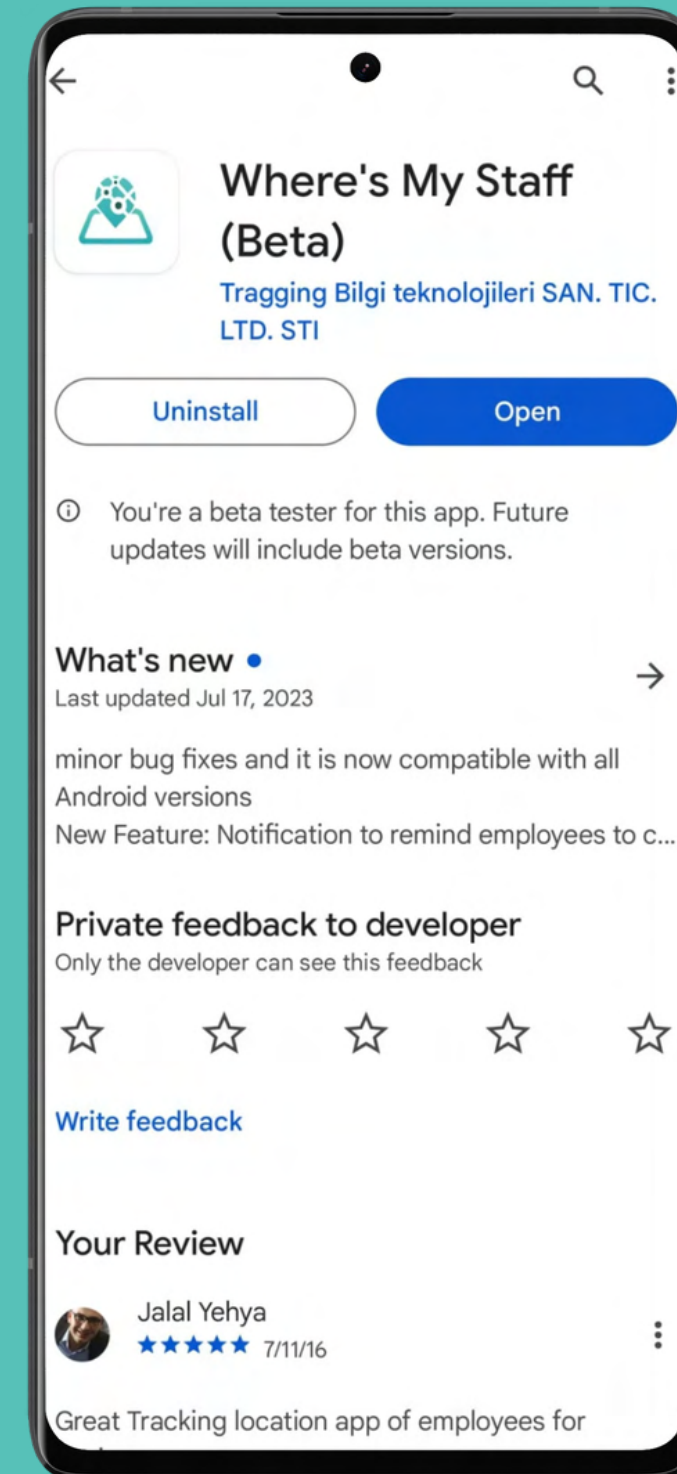 Where's My Staff
(Beta)
Tragging Bilgi teknolojileri SAN. TIC.
LTD. STI
Uninstall
Open
You're a beta tester for this app. Future
updates will include beta versions.
What's new
Last updated Jul 17, 2023
minor bug fixes and it is now compatible with all
Android versions
New Feature: Notification to remind employees to c...
Private feedback to developer
Only the developer can see this feedback
Write feedback
Your Review
Jalal Yehya
7/11/16
Great Tracking location app of employees for